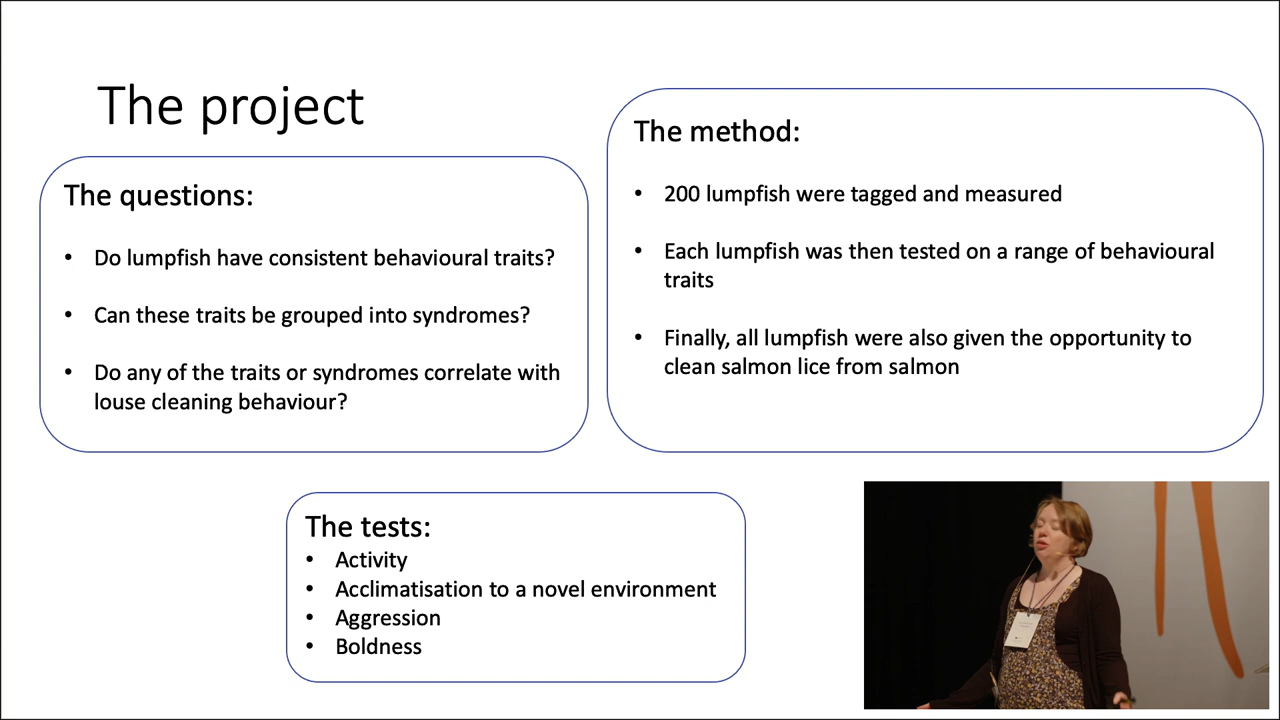 The project
The questions:
• Do lumpfish have consistent behavioural traits?
• Can these traits be grouped into syndromes?
• Do any of the traits or syndromes correlate with
louse cleaning behaviour?
The method:
• 200 lumpfish were tagged and measured
• Each lumpfish was then tested on a range of behavioural
traits
• Finally, all lumpfish were also given the opportunity to
clean salmon lice from salmon
The tests:
• Activity
• Acclimatisation to a novel environment
• Aggression
• Boldness